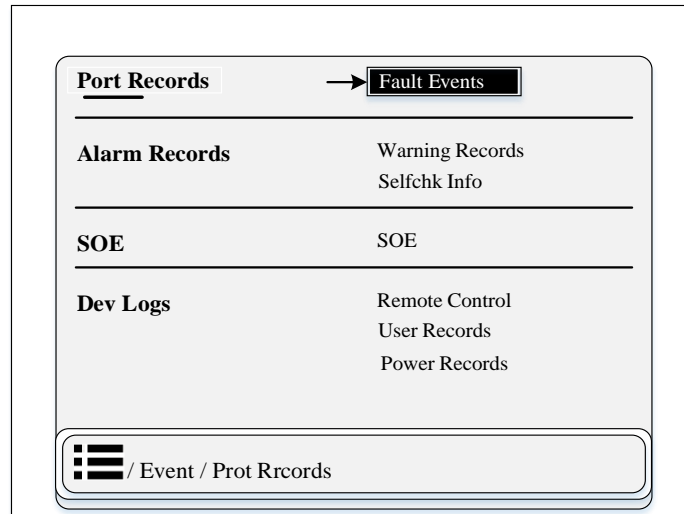 Port Records Fault Events
Alarm Records Warning Records
Selfchk Info
SOE SOE
Dev Logs Remote Control
User Records
Power Records
/ Event / Prot Rrcords